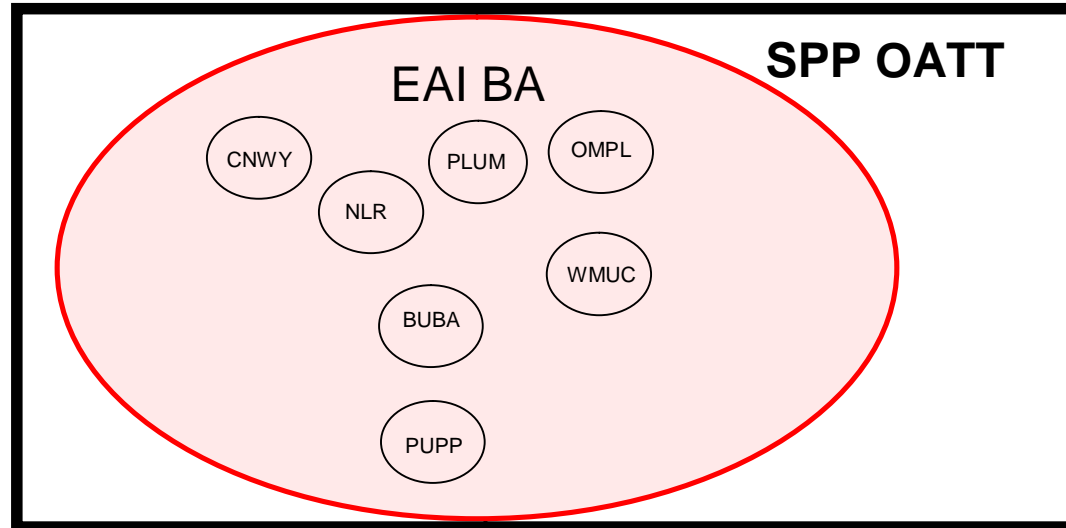 SPP OATT
EAI BA
CNWY
PLUM
OMPL
NLR
WMUC
BUBA
PUPP